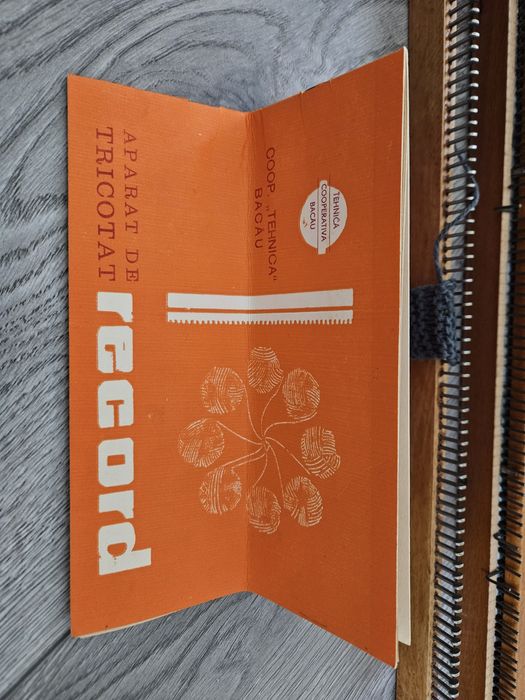 TEHNICA
COOPERATIVA
BACĂU
COOP. „TEHNICA"
BACĂU
APARAT DE
TRICOTAT
record